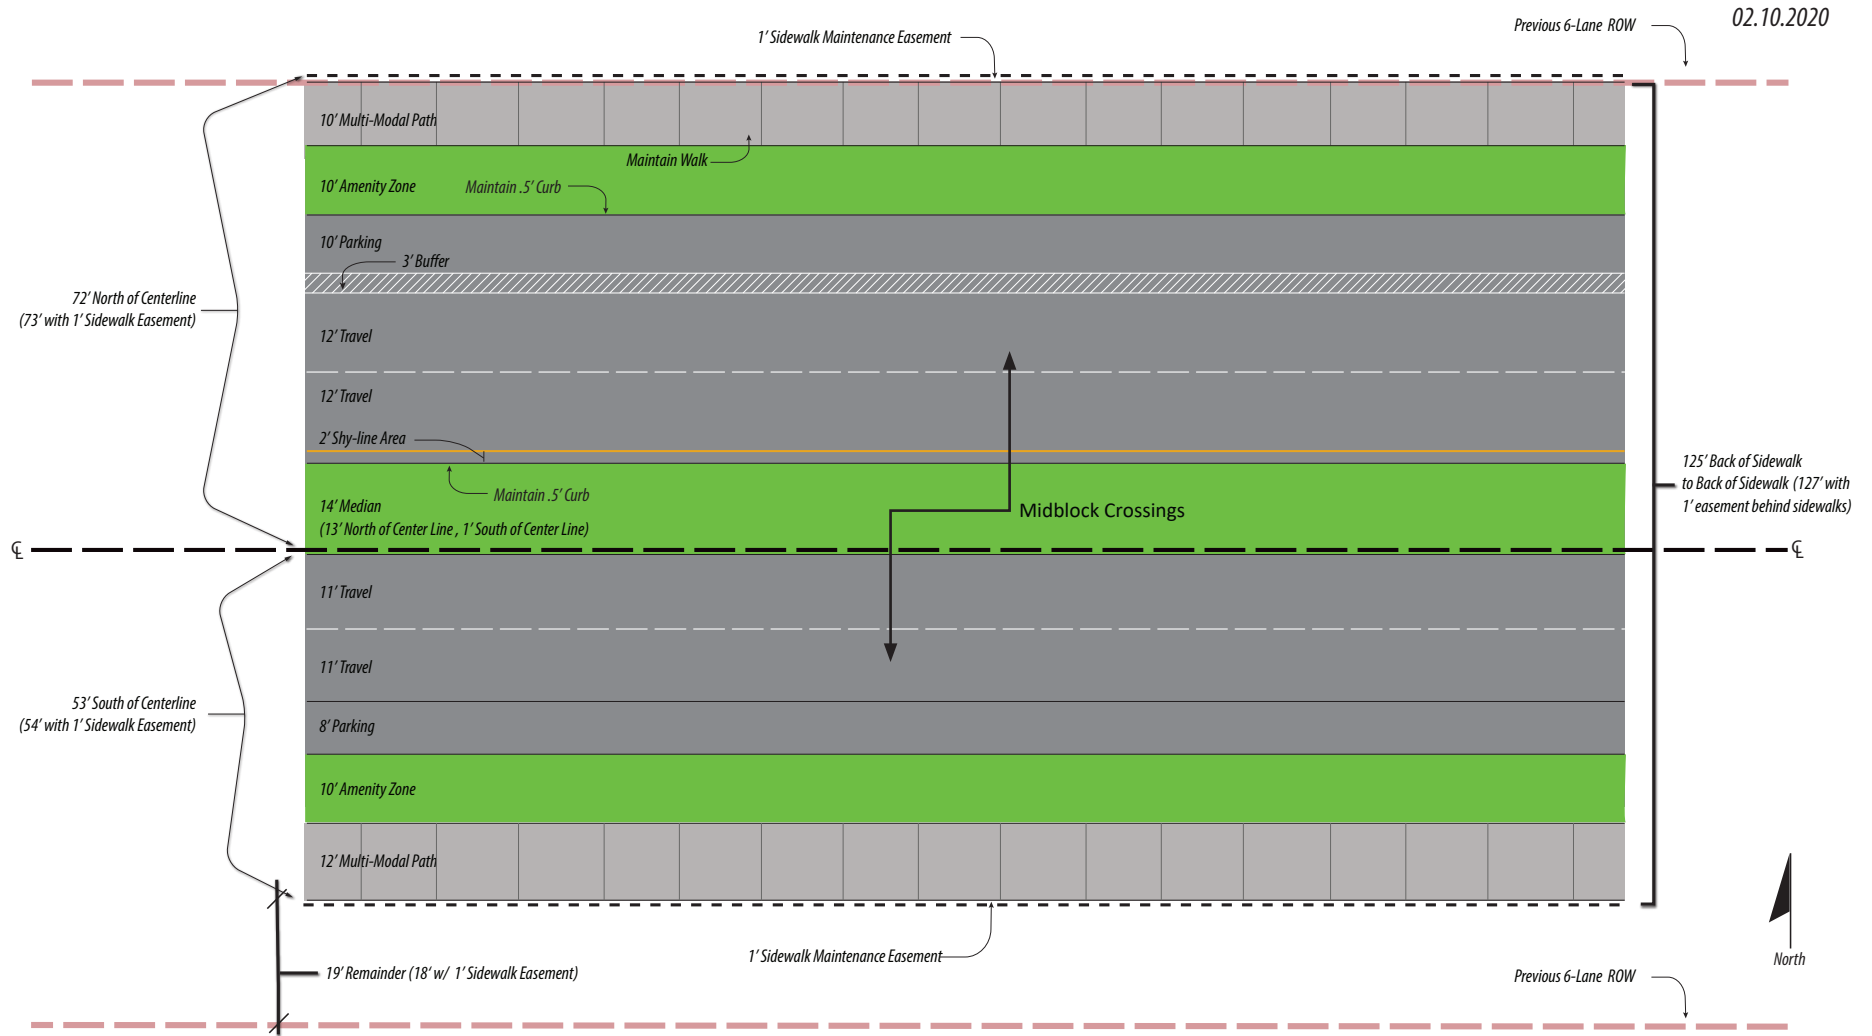 02.10.2020
Previous 6-Lane ROW
1' Sidewalk Maintenance Easement
10' Multi-Modal Path
Maintain Walk
10' Amenity Zone
Maintain .5' Curb
10' Parking
3' Buffer
72' North of Centerline
(73' with 1' Sidewalk Easement)
12' Travel
12' Travel
2' Shy-line Area
125' Back of Sidewalk
to Back of Sidewalk (127' with
1' easement behind sidewalks)
Maintain .5' Curb
14' Median
(13' North of Center Line , 1' South of Center Line)
Midblock Crossings
℄
℄
11' Travel
11' Travel
53' South of Centerline
(54' with 1' Sidewalk Easement)
8' Parking
10' Amenity Zone
12' Multi-Modal Path
1' Sidewalk Maintenance Easement
North
19' Remainder (18' w/ 1' Sidewalk Easement)
Previous 6-Lane ROW